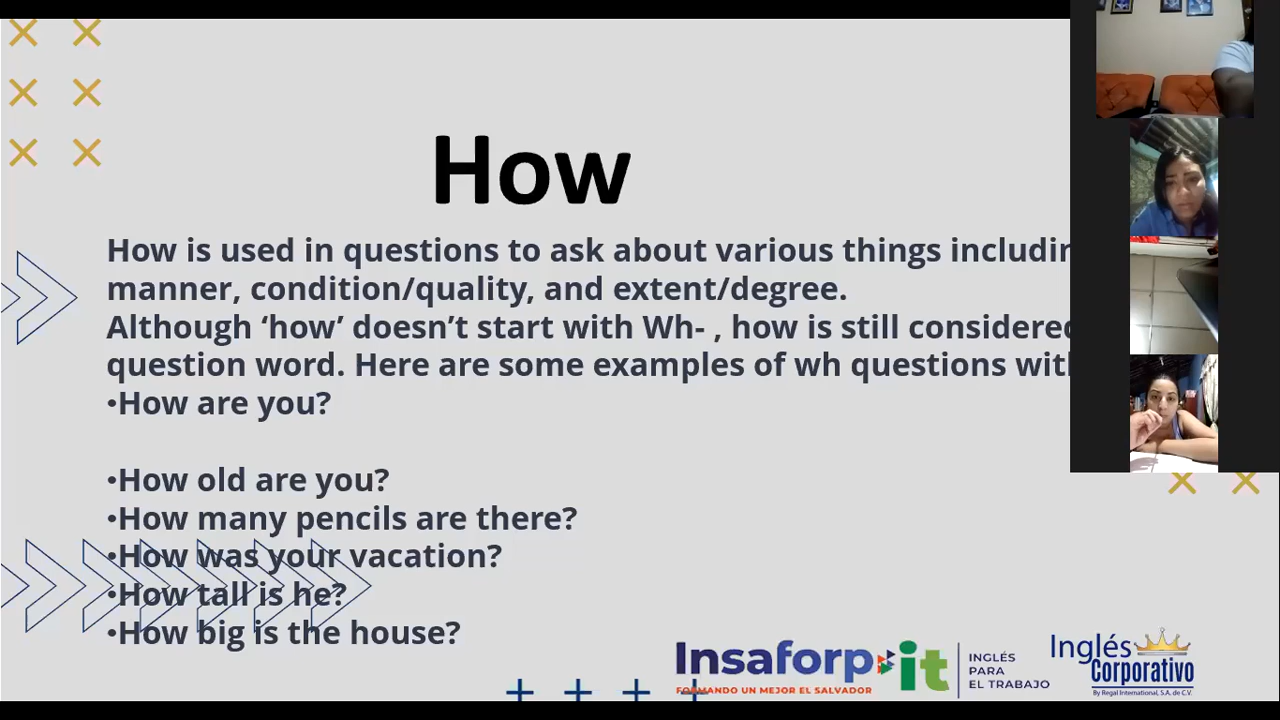 How
How is used in questions to ask about various things
manner, condition/quality, and extent/degree.
Although ‘how’ doesn’t start with Wh- , how is still
question word. Here are some examples of wh questions
•How are you?
•How old are you?
•How many pencils are there?
•How was your vacation?
•How tall is he?
•How big is the house?
Insaforp
FORMANDO UN MEJOR EL SALVADOR
it
INGLÉS
PARA
EL TRABAJO
Inglés
Corporativo
By Regal International, S.A. de C.V.